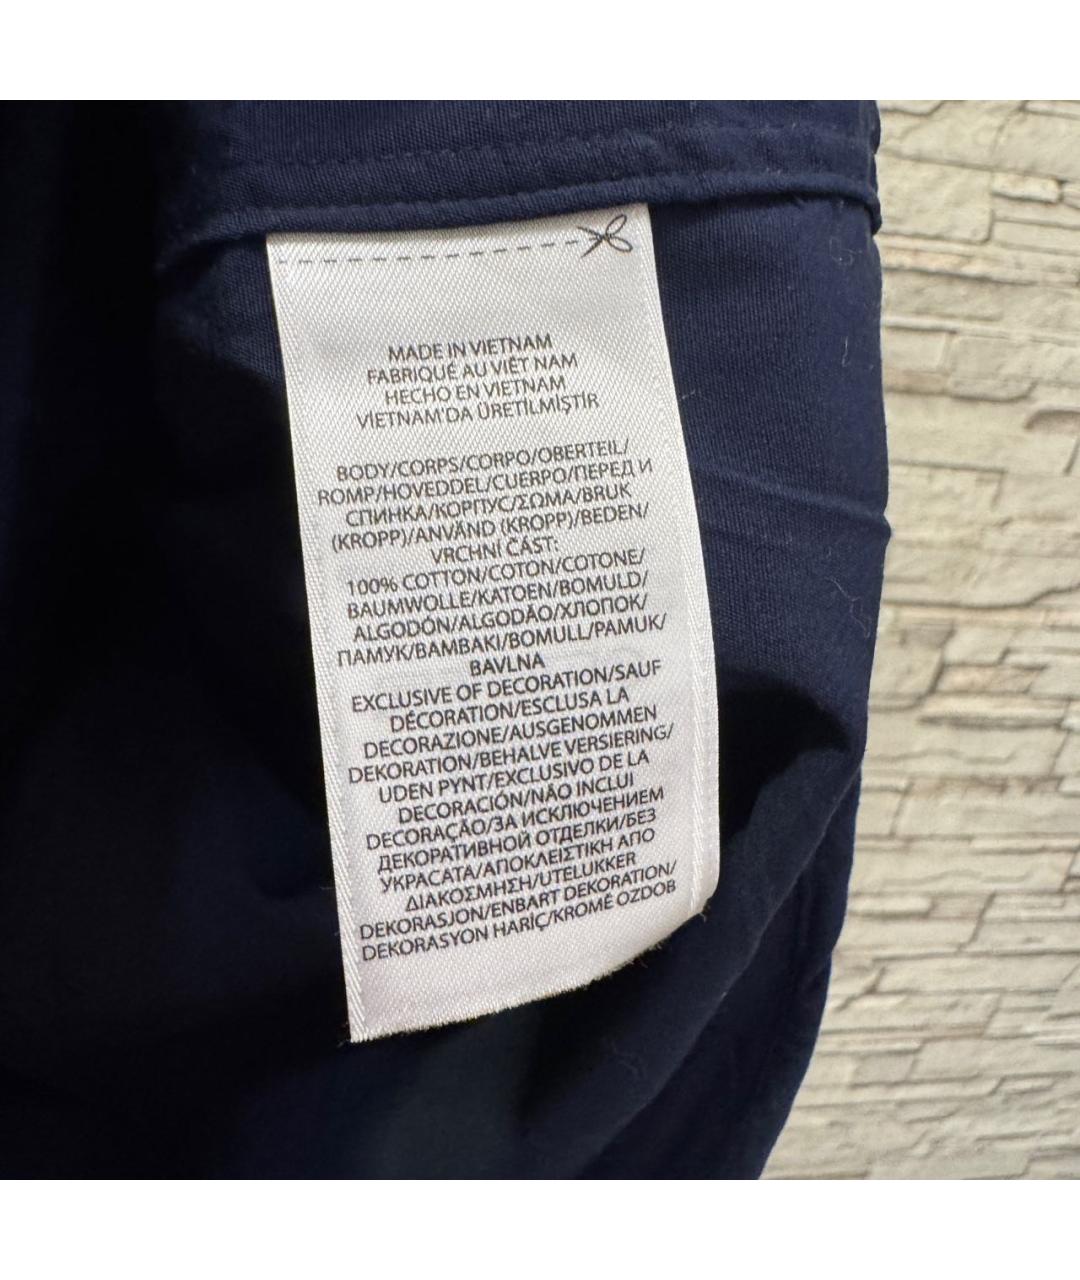 MADE IN VIETNAM
FABRIQUÉ AU VIÊT NAM
HECHO EN VIETNAM
VİETNAM'DA ÜRETİLMİŞTİR
BODY/CORPS/CORPO/OBERTEIL/
ROMP/HOVEDDEL/CUERPO/ПЕРЕД И
СПИНКА/КОРПУС/ΣΩΜΑ/BRUK
(KROPP)/ANVÄND (KROPP)/BEDEN/
VRCHNÍ ČÁST:
100% COTTON/COTON/COTONE/
BAUMWOLLE/KATOEN/BOMULD/
ALGODÓN/ALGODÃO/ХЛОПОК/
ПАМУК/ΒΑΜΒΑΚΙ/BOMULL/PAMUK/
BAVLNA
EXCLUSIVE OF DECORATION/SAUF
DÉCORATION/ESCLUSA LA
DECORAZIONE/AUSGENOMMEN
DEKORATION/BEHALVE VERSIERING/
UDEN PYNT/EXCLUSIVO DE LA
DECORACIÓN/NÃO INCLUI
DECORAÇÃO/ЗА ИСКЛЮЧЕНИЕМ
ДЕКОРАТИВНОЙ ОТДЕЛКИ/БЕЗ
УКРАСАТА/ΑΠΟΚΛΕΙΣΤΙΚΗ ΑΠΟ
ΔΙΑΚΟΣΜΗΣΗ/UTELUKKER
DEKORASJON/ENBART DEKORATION/
DEKORASYON HARİÇ/KROMĚ OZDOB